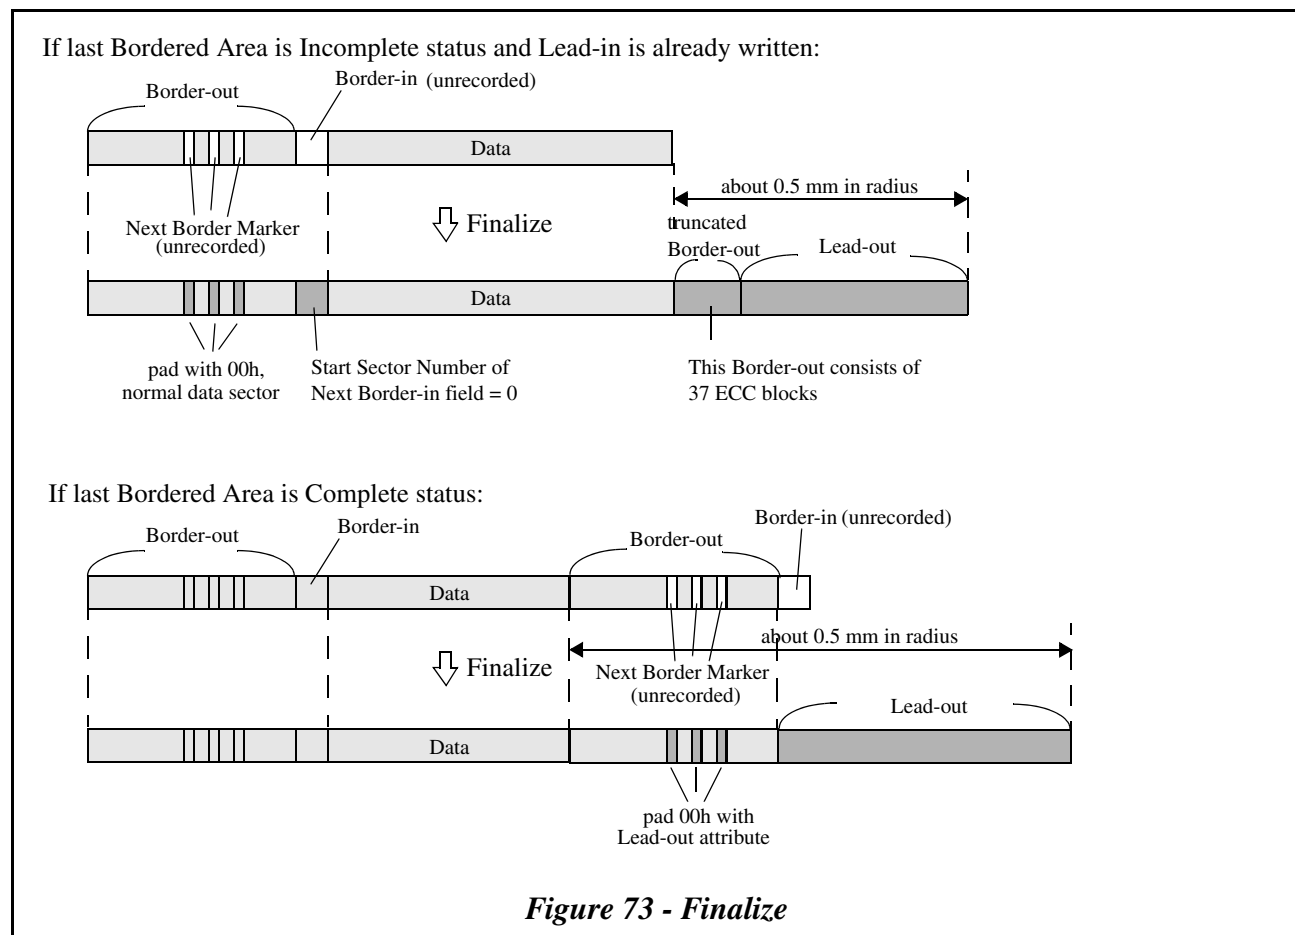 If last Bordered Area is Incomplete status and Lead-in is already written:
Border-in (unrecorded)
Border-out
Data
about 0.5 mm in radius
Next Border Marker
(unrecorded)
Finalize
truncated
Border-out
Lead-out
Data
pad with 00h,
normal data sector
Start Sector Number of
Next Border-in field = 0
This Border-out consists of
37 ECC blocks
If last Bordered Area is Complete status:
Border-out
Border-in
Border-out
Border-in (unrecorded)
Data
about 0.5 mm in radius
Finalize
Next Border Marker
(unrecorded)
Lead-out
Data
pad 00h with
Lead-out attribute
Figure 73 - Finalize